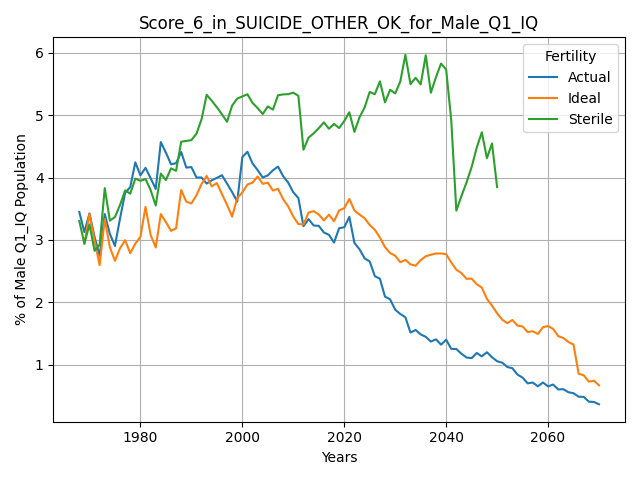 Score_6_in_SUICIDE_OTHER_OK_for_Male_Q1_IQ
% of Male Q1_IQ Population
6
5
4
3
2
1
Fertility
Actual
Ideal
Sterile
1980
2000
2020
2040
2060
Years